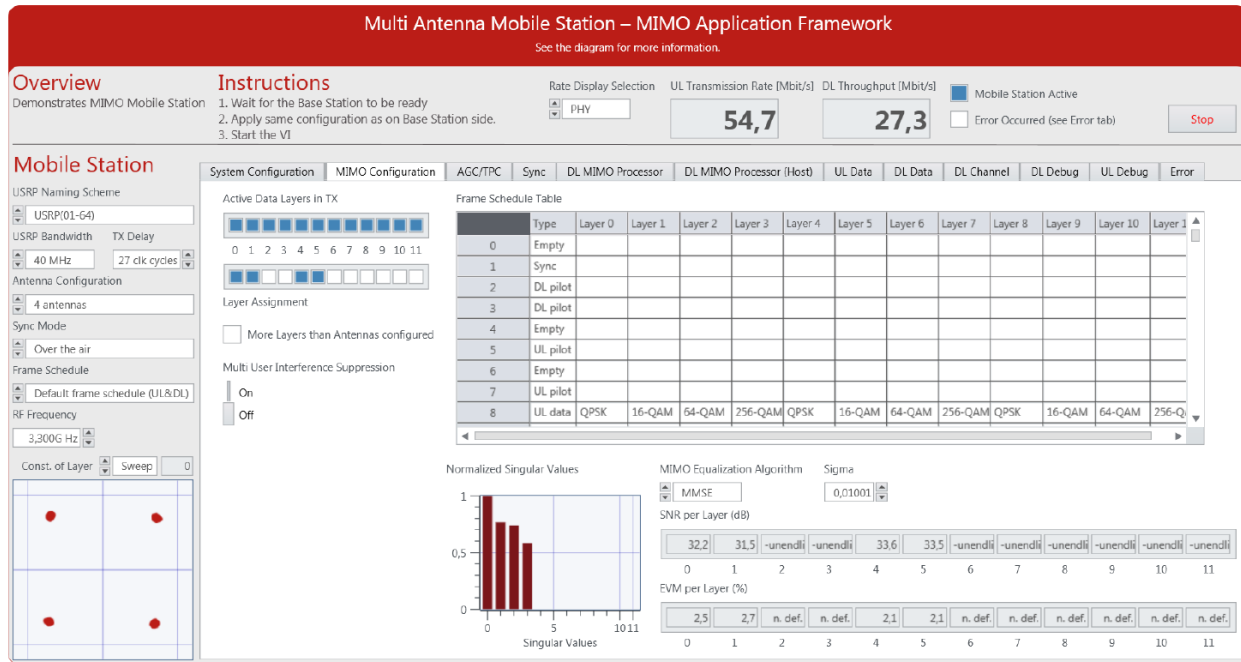 Multi Antenna Mobile Station – MIMO Application Framework
See the diagram for more information.
Overview
Demonstrates MIMO Mobile Station
Instructions
1. Wait for the Base Station to be ready
2. Apply same configuration as on Base Station side.
3. Start the VI
Rate Display Selection
PHY
UL Transmission Rate [Mbit/s]
54,7
DL Throughput [Mbit/s]
27,3
Mobile Station Active
Error Occurred (see Error tab)
Stop
Mobile Station
USRP Naming Scheme
USRP(01-64)
USRP Bandwidth TX Delay
40 MHz 27 clk cycles
Antenna Configuration
4 antennas
Sync Mode
Over the air
Frame Schedule
Default frame schedule (UL&DL)
RF Frequency
3,300G Hz
Const. of Layer Sweep 0
System Configuration MIMO Configuration AGC/TPC Sync DL MIMO Processor DL MIMO Processor (Host) UL Data DL Data DL Channel DL Debug UL Debug Error
Active Data Layers in TX
0 1 2 3 4 5 6 7 8 9 10 11
Layer Assignment
More Layers than Antennas configured
Multi User Interference Suppression
On
Off
Frame Schedule Table
Type Layer 0 Layer 1 Layer 2 Layer 3 Layer 4 Layer 5 Layer 6 Layer 7 Layer 8 Layer 9 Layer 10 Layer 1
0 Empty
1 Sync
2 DL pilot
3 DL pilot
4 Empty
5 UL pilot
6 Empty
7 UL pilot
8 UL data QPSK 16-QAM 64-QAM 256-QAM QPSK 16-QAM 64-QAM 256-QAM QPSK 16-QAM 64-QAM 256-Q
Normalized Singular Values
1
0,5
0
0 5 10 11
Singular Values
MIMO Equalization Algorithm Sigma
MMSE 0,01001
SNR per Layer (dB)
32,2 31,5 -unendli -unendli 33,6 33,5 -unendli -unendli -unendli -unendli -unendli -unendli
0 1 2 3 4 5 6 7 8 9 10 11
EVM per Layer (%)
2,5 2,7 n. def. n. def. 2,1 2,1 n. def. n. def. n. def. n. def. n. def. n. def.
0 1 2 3 4 5 6 7 8 9 10 11